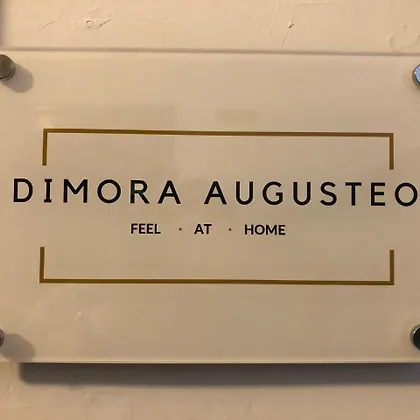 DIMORA AUGUSTEO
FEEL · AT · HOME